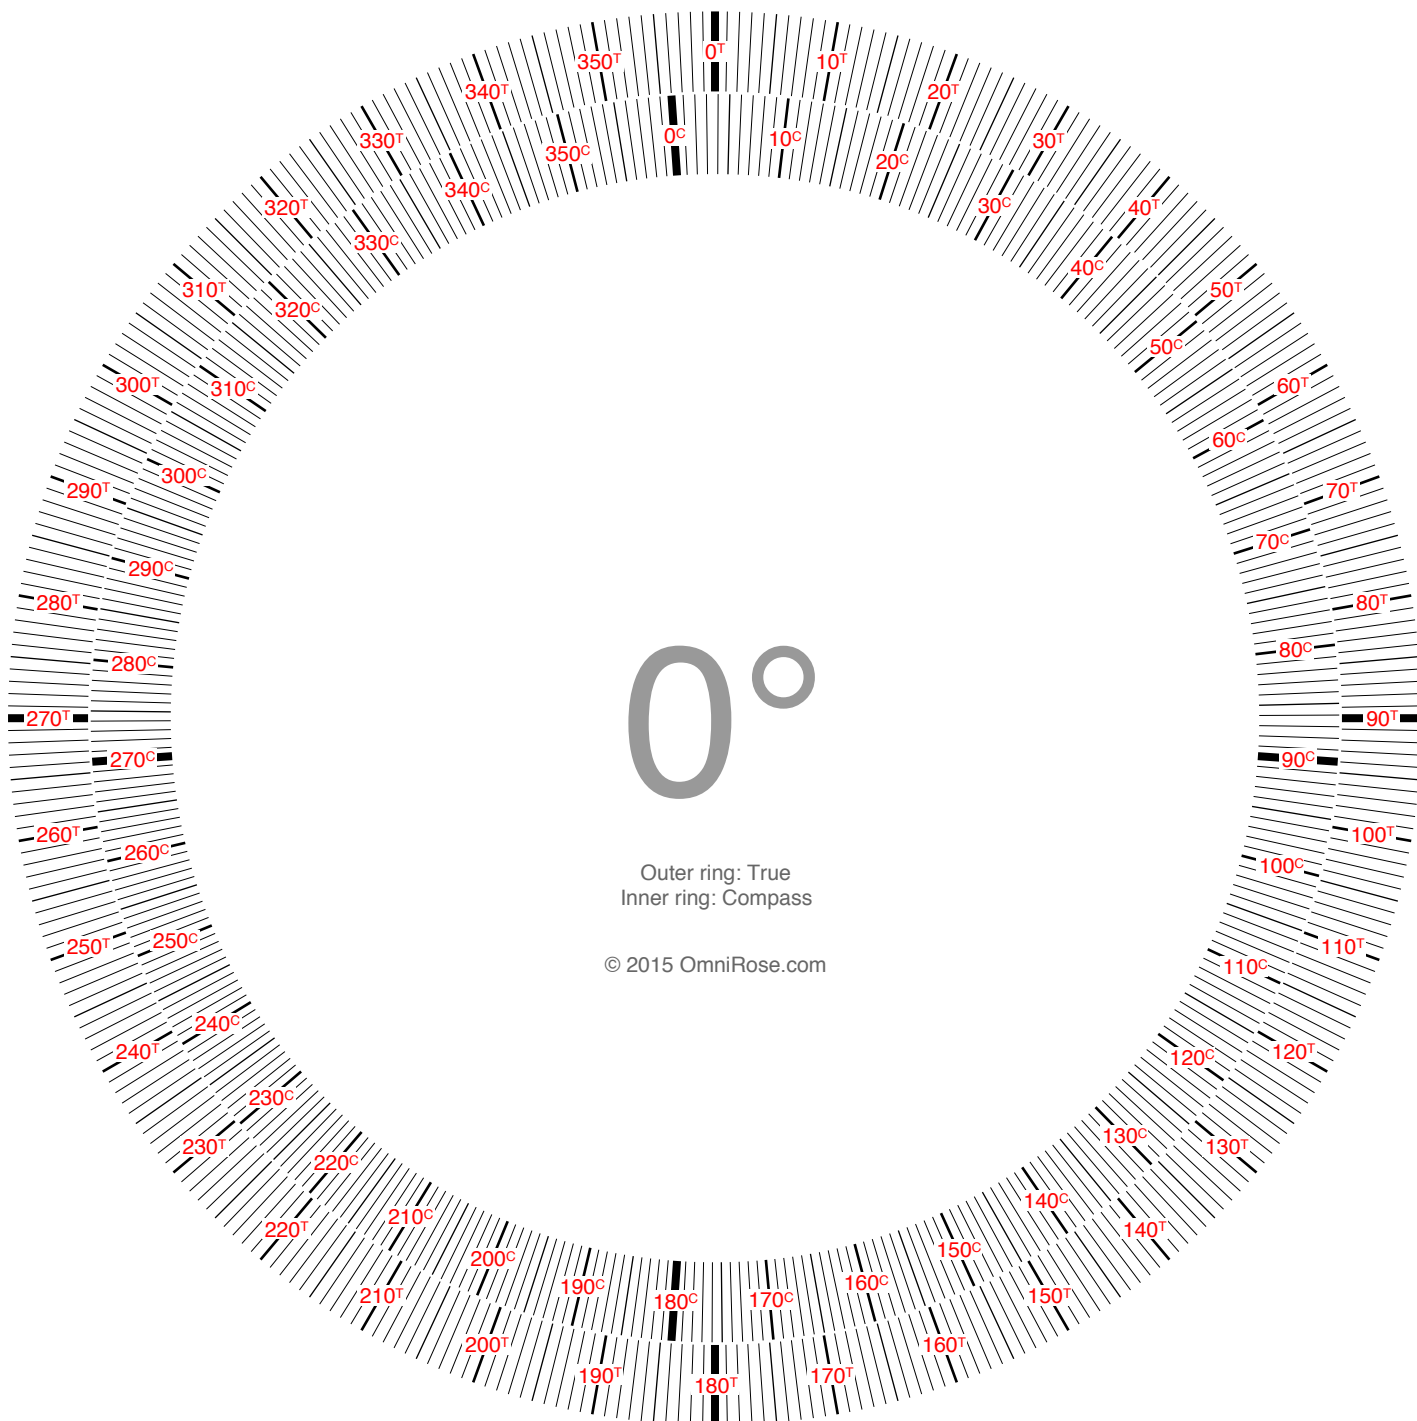 0ᵀ
10ᵀ
20ᵀ
30ᵀ
40ᵀ
50ᵀ
60ᵀ
70ᵀ
80ᵀ
90ᵀ
100ᵀ
110ᵀ
120ᵀ
130ᵀ
140ᵀ
150ᵀ
160ᵀ
170ᵀ
180ᵀ
190ᵀ
200ᵀ
210ᵀ
220ᵀ
230ᵀ
240ᵀ
250ᵀ
260ᵀ
270ᵀ
280ᵀ
290ᵀ
300ᵀ
310ᵀ
320ᵀ
330ᵀ
340ᵀ
350ᵀ
0ᶜ
10ᶜ
20ᶜ
30ᶜ
40ᶜ
50ᶜ
60ᶜ
70ᶜ
80ᶜ
90ᶜ
100ᶜ
110ᶜ
120ᶜ
130ᶜ
140ᶜ
150ᶜ
160ᶜ
170ᶜ
180ᶜ
190ᶜ
200ᶜ
210ᶜ
220ᶜ
230ᶜ
240ᶜ
250ᶜ
260ᶜ
270ᶜ
280ᶜ
290ᶜ
300ᶜ
310ᶜ
320ᶜ
330ᶜ
340ᶜ
350ᶜ
0°
Outer ring: True
Inner ring: Compass
© 2015 OmniRose.com